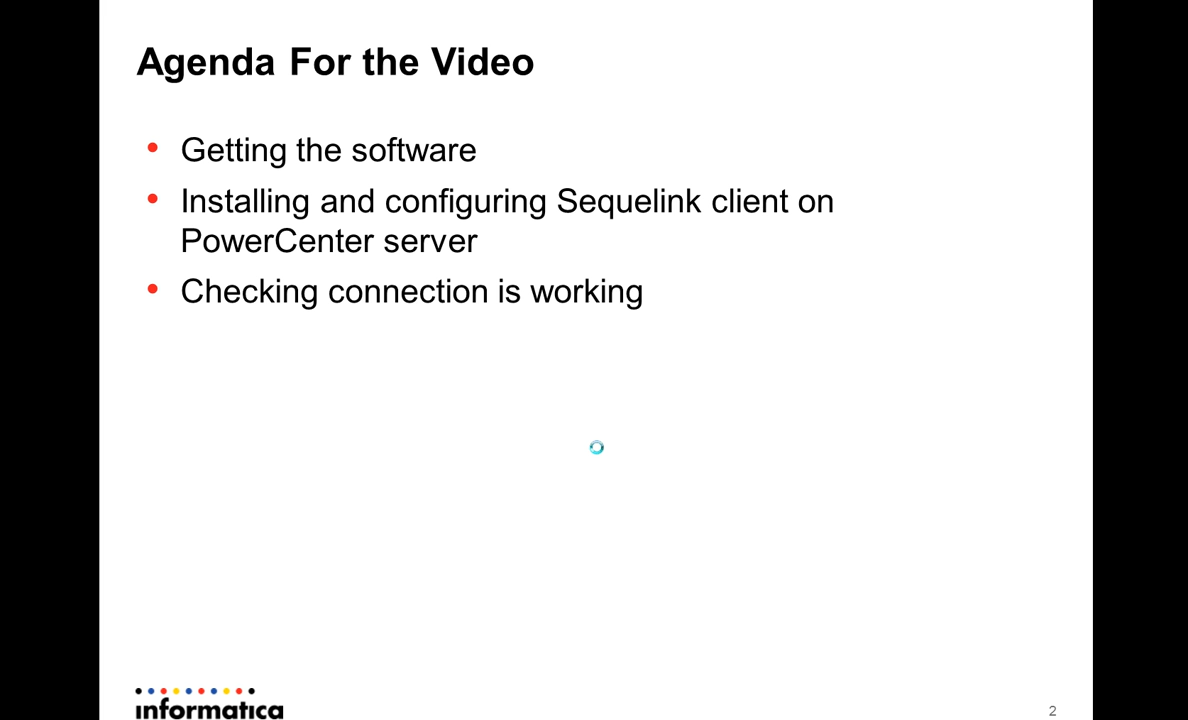 Agenda For the Video
• Getting the software
• Installing and configuring Sequelink client on
PowerCenter server
• Checking connection is working
informatica
2